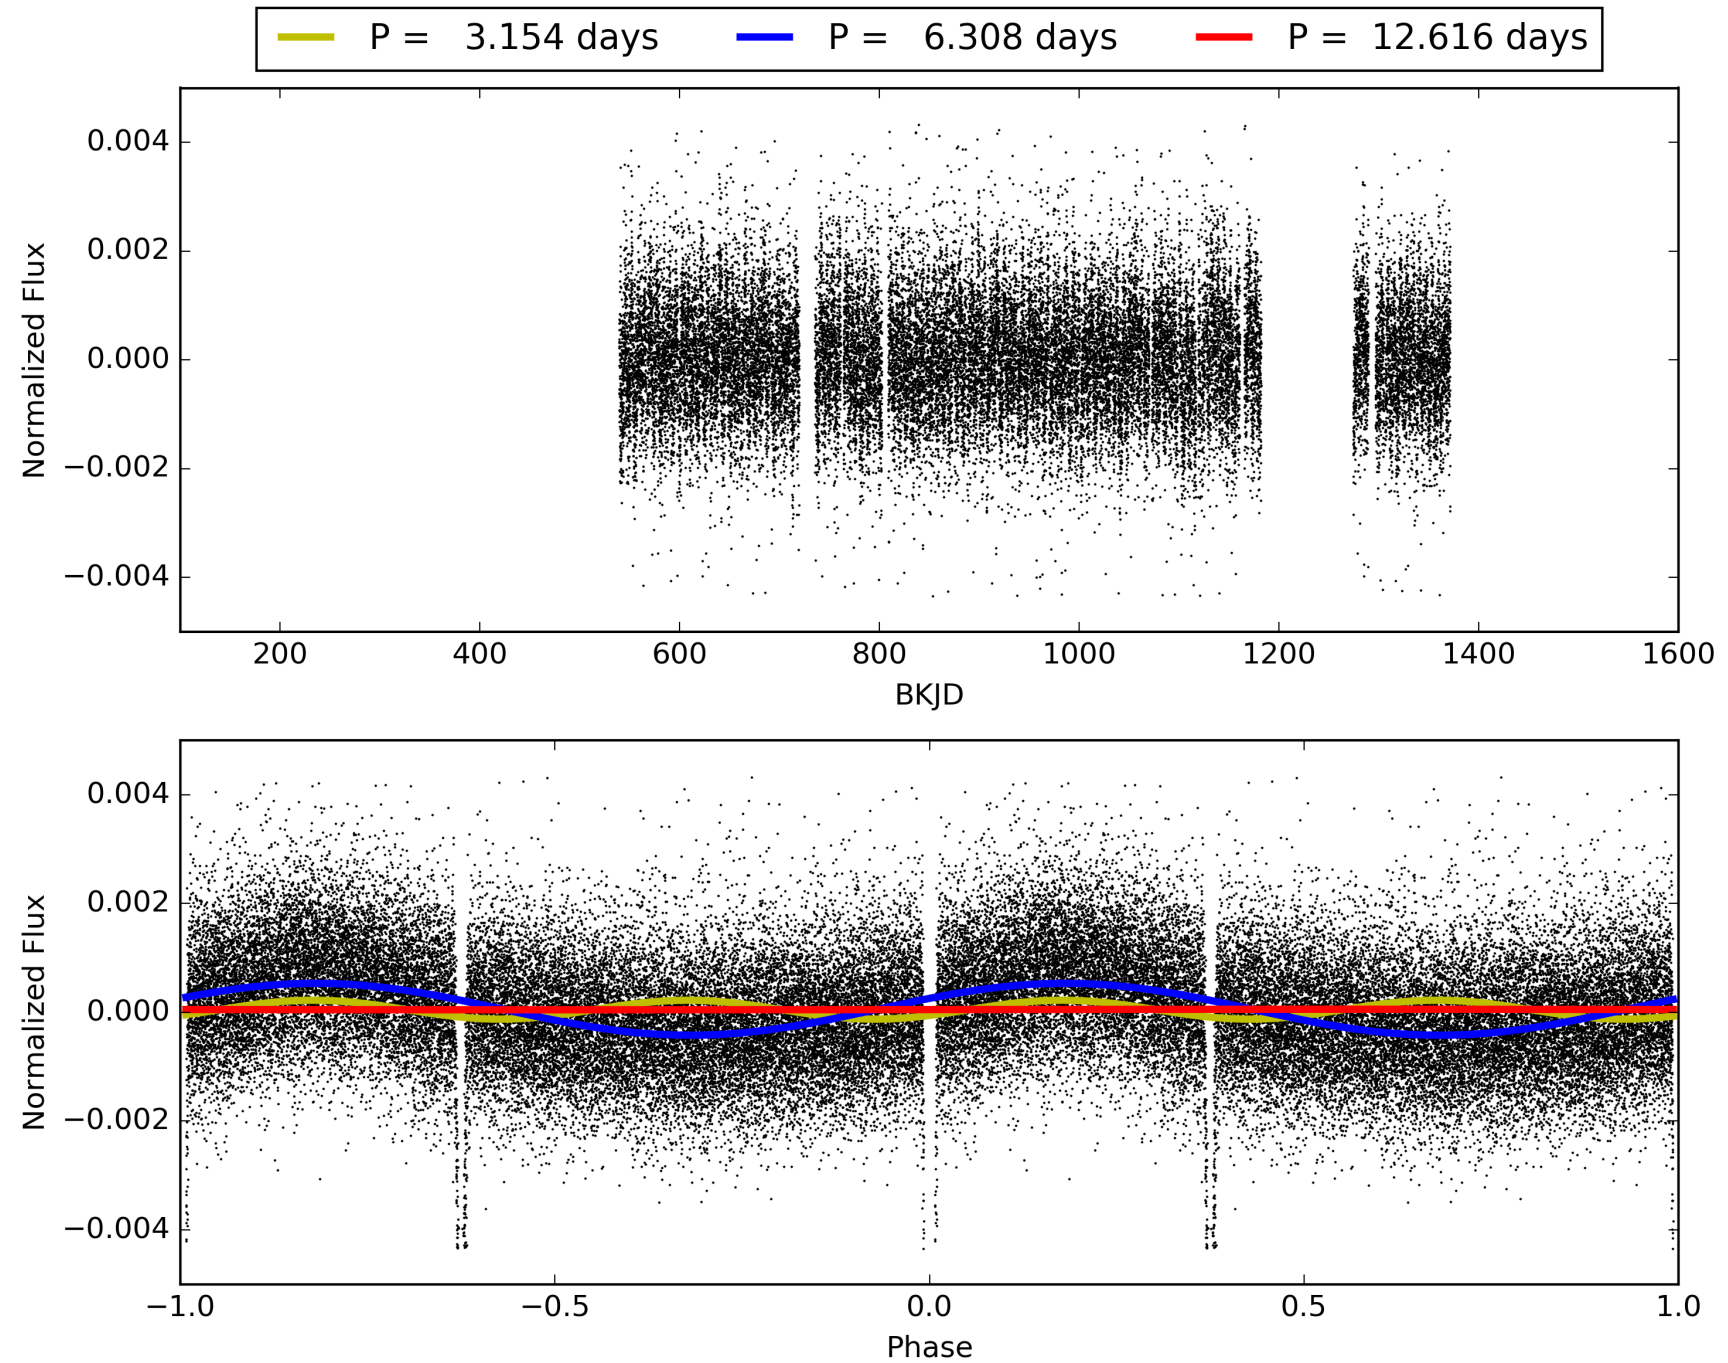 P = 3.154 days P = 6.308 days P = 12.616 days
0.004
0.002
0.000
−0.002
−0.004
Normalized Flux
200 400 600 800 1000 1200 1400 1600
BKJD
0.004
0.002
0.000
−0.002
−0.004
Normalized Flux
−1.0 −0.5 0.0 0.5 1.0
Phase